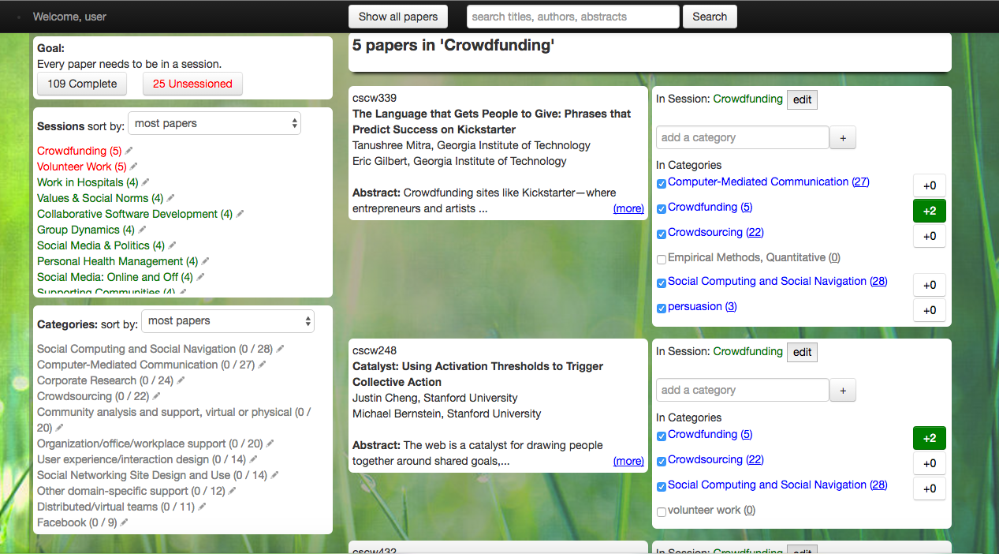 Welcome, user
Show all papers
search titles, authors, abstracts
Search
Goal:
Every paper needs to be in a session.
109 Complete
25 Unsessioned
Sessions sort by: most papers
Crowdfunding (5)
Volunteer Work (5)
Work in Hospitals (4)
Values & Social Norms (4)
Collaborative Software Development (4)
Group Dynamics (4)
Social Media & Politics (4)
Personal Health Management (4)
Social Media: Online and Off (4)
Supporting Communities (4)
Categories: sort by: most papers
Social Computing and Social Navigation (0 / 28)
Computer-Mediated Communication (0 / 27)
Corporate Research (0 / 24)
Crowdsourcing (0 / 22)
Community analysis and support, virtual or physical (0 /
20)
Organization/office/workplace support (0 / 20)
User experience/interaction design (0 / 14)
Social Networking Site Design and Use (0 / 14)
Other domain-specific support (0 / 12)
Distributed/virtual teams (0 / 11)
Facebook (0 / 9)
5 papers in 'Crowdfunding'
cscw339
The Language that Gets People to Give: Phrases that
Predict Success on Kickstarter
Tanushree Mitra, Georgia Institute of Technology
Eric Gilbert, Georgia Institute of Technology
Abstract: Crowdfunding sites like Kickstarter—where
entrepreneurs and artists ... (more)
In Session: Crowdfunding edit
add a category +
In Categories
Computer-Mediated Communication (27) +0
Crowdfunding (5) +2
Crowdsourcing (22) +0
Empirical Methods, Quantitative (0)
Social Computing and Social Navigation (28) +0
persuasion (3) +0
cscw248
Catalyst: Using Activation Thresholds to Trigger
Collective Action
Justin Cheng, Stanford University
Michael Bernstein, Stanford University
Abstract: The web is a catalyst for drawing people
together around shared goals,... (more)
In Session: Crowdfunding edit
add a category +
In Categories
Crowdfunding (5) +2
Crowdsourcing (22) +0
Social Computing and Social Navigation (28) +0
volunteer work (0)
cscw432
In Session: Crowdfunding edit